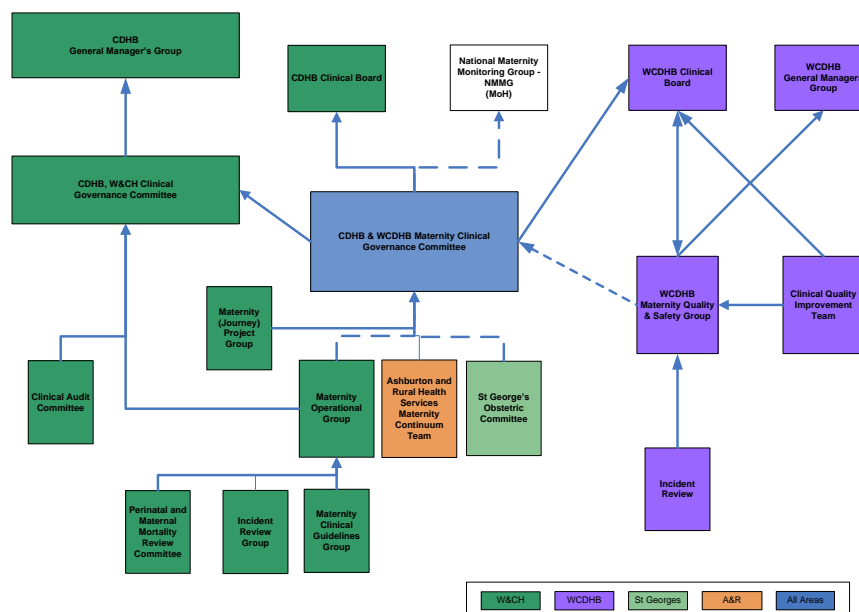 CDHB
General Manager's Group
CDHB Clinical Board
National Maternity
Monitoring Group -
NMMG
(MoH)
WCDHB Clinical
Board
WCDHB
General Managers
Group
CDHB, W&CH Clinical
Governance Committee
CDHB & WCDHB Maternity Clinical
Governance Committee
WCDHB
Maternity Quality
& Safety Group
Clinical Quality
Improvement
Team
Maternity
(Journey)
Project
Group
Clinical Audit
Committee
Maternity
Operational
Group
Ashburton and
Rural Health
Services
Maternity
Continuum
Team
St George's
Obstetric
Committee
Incident
Review
Perinatal and
Maternal
Mortality
Review
Committee
Incident
Review
Group
Maternity
Clinical
Guidelines
Group
W&CH
WCDHB
St Georges
A&R
All Areas